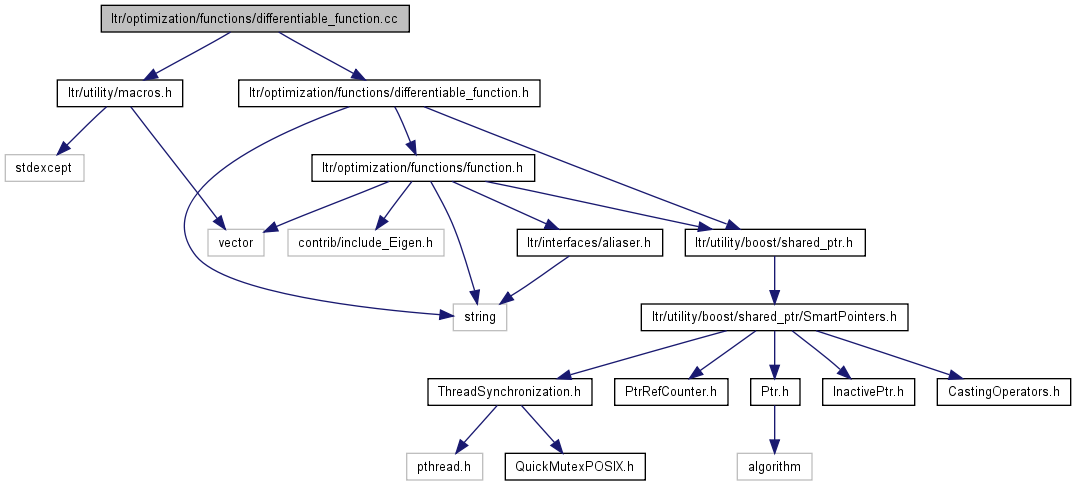 ltr/optimization/functions/differentiable_function.cc
ltr/utility/macros.h
ltr/optimization/functions/differentiable_function.h
stdexcept
ltr/optimization/functions/function.h
vector
contrib/include_Eigen.h
ltr/interfaces/aliaser.h
ltr/utility/boost/shared_ptr.h
string
ltr/utility/boost/shared_ptr/SmartPointers.h
ThreadSynchronization.h
PtrRefCounter.h
Ptr.h
InactivePtr.h
CastingOperators.h
pthread.h
QuickMutexPOSIX.h
algorithm